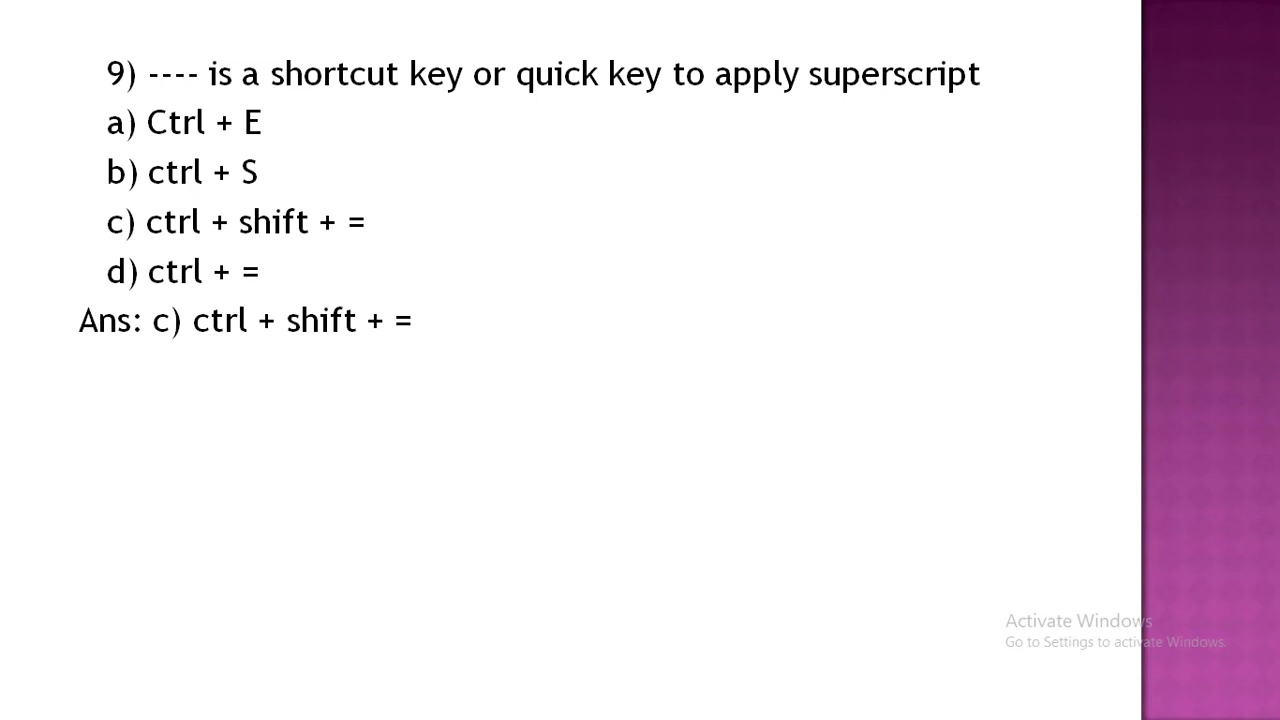 9) ---- is a shortcut key or quick key to apply superscript
a) Ctrl + E
b) ctrl + S
c) ctrl + shift + =
d) ctrl + =
Ans: c) ctrl + shift + =
Activate Windows
Go to Settings to activate Windows.